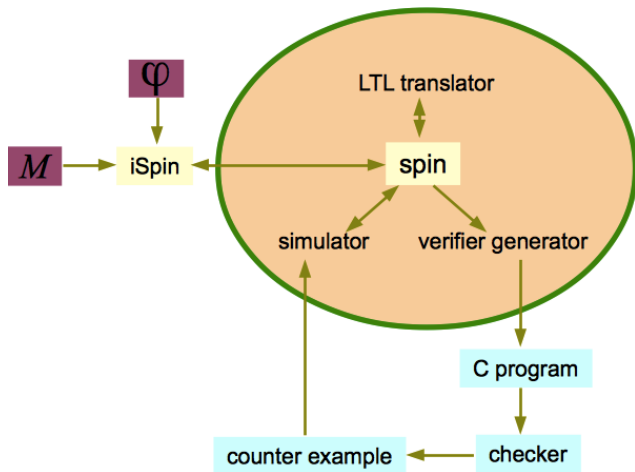 φ
LTL translator
M
iSpin
spin
simulator
verifier generator
C program
counter example
checker